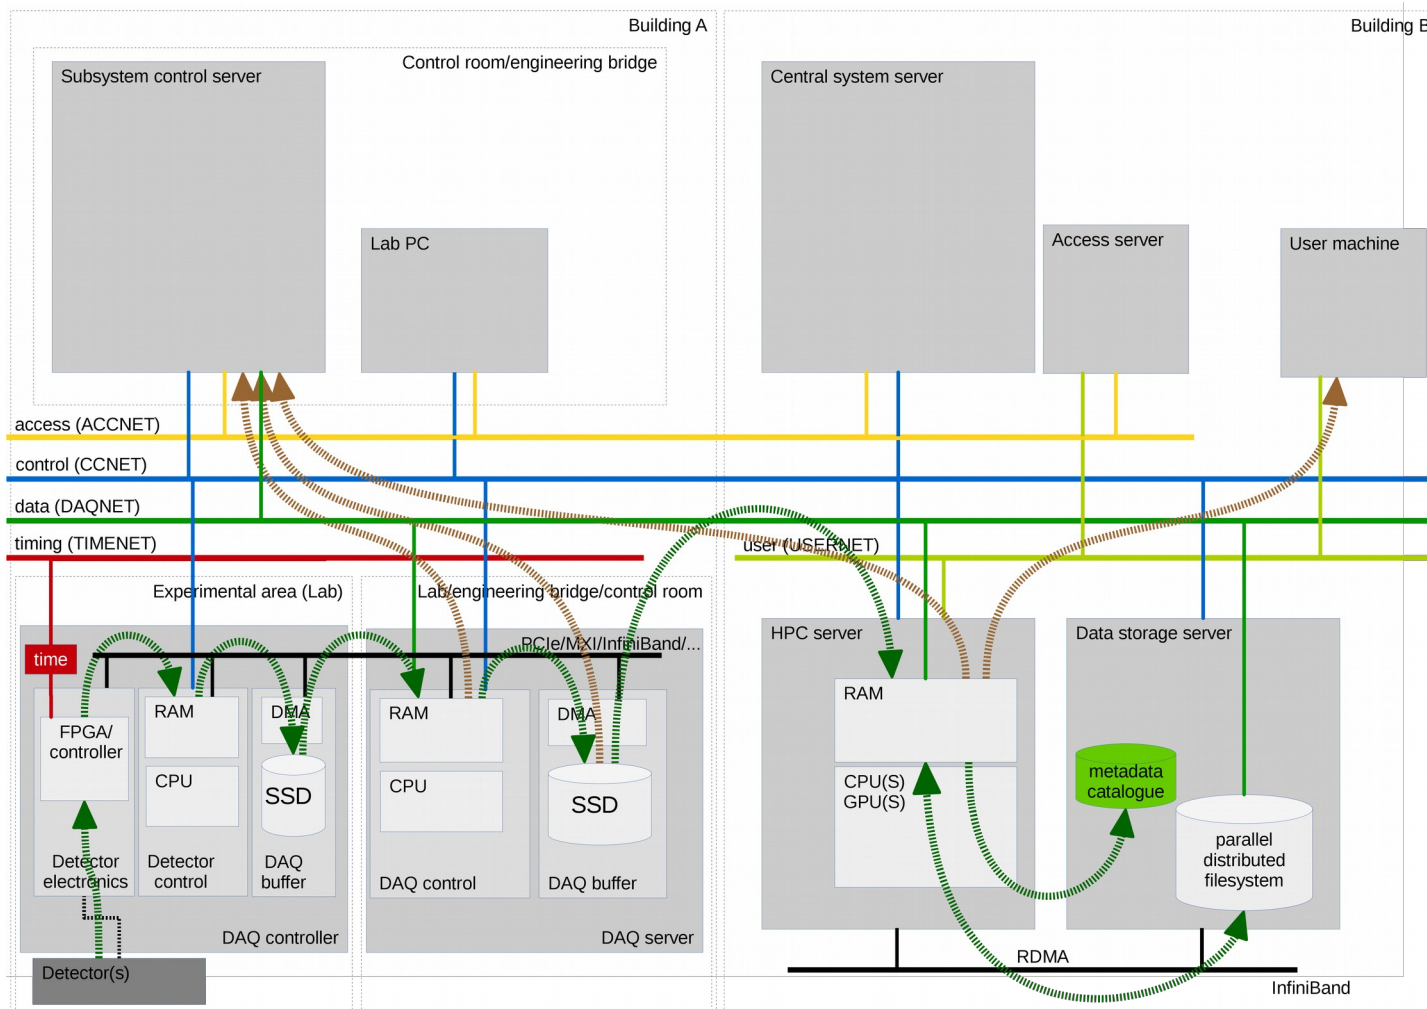 Building A
Building B
Control room/engineering bridge
Subsystem control server
Central system server
Lab PC
Access server
User machine
access (ACCNET)
control (CCNET)
data (DAQNET)
timing (TIMENET)
user (USERNET)
Experimental area (Lab)
Lab/engineering bridge/control room
PCIe/MXI/InfiniBand/...
HPC server
Data storage server
time
FPGA/
controller
RAM
CPU
DMA
SSD
Detector
electronics
Detector
control
DAQ
buffer
DAQ controller
Detector(s)
RAM
CPU
DAQ control
DMA
SSD
DAQ buffer
DAQ server
RAM
CPU(S)
GPU(S)
metadata
catalogue
parallel
distributed
filesystem
RDMA
InfiniBand